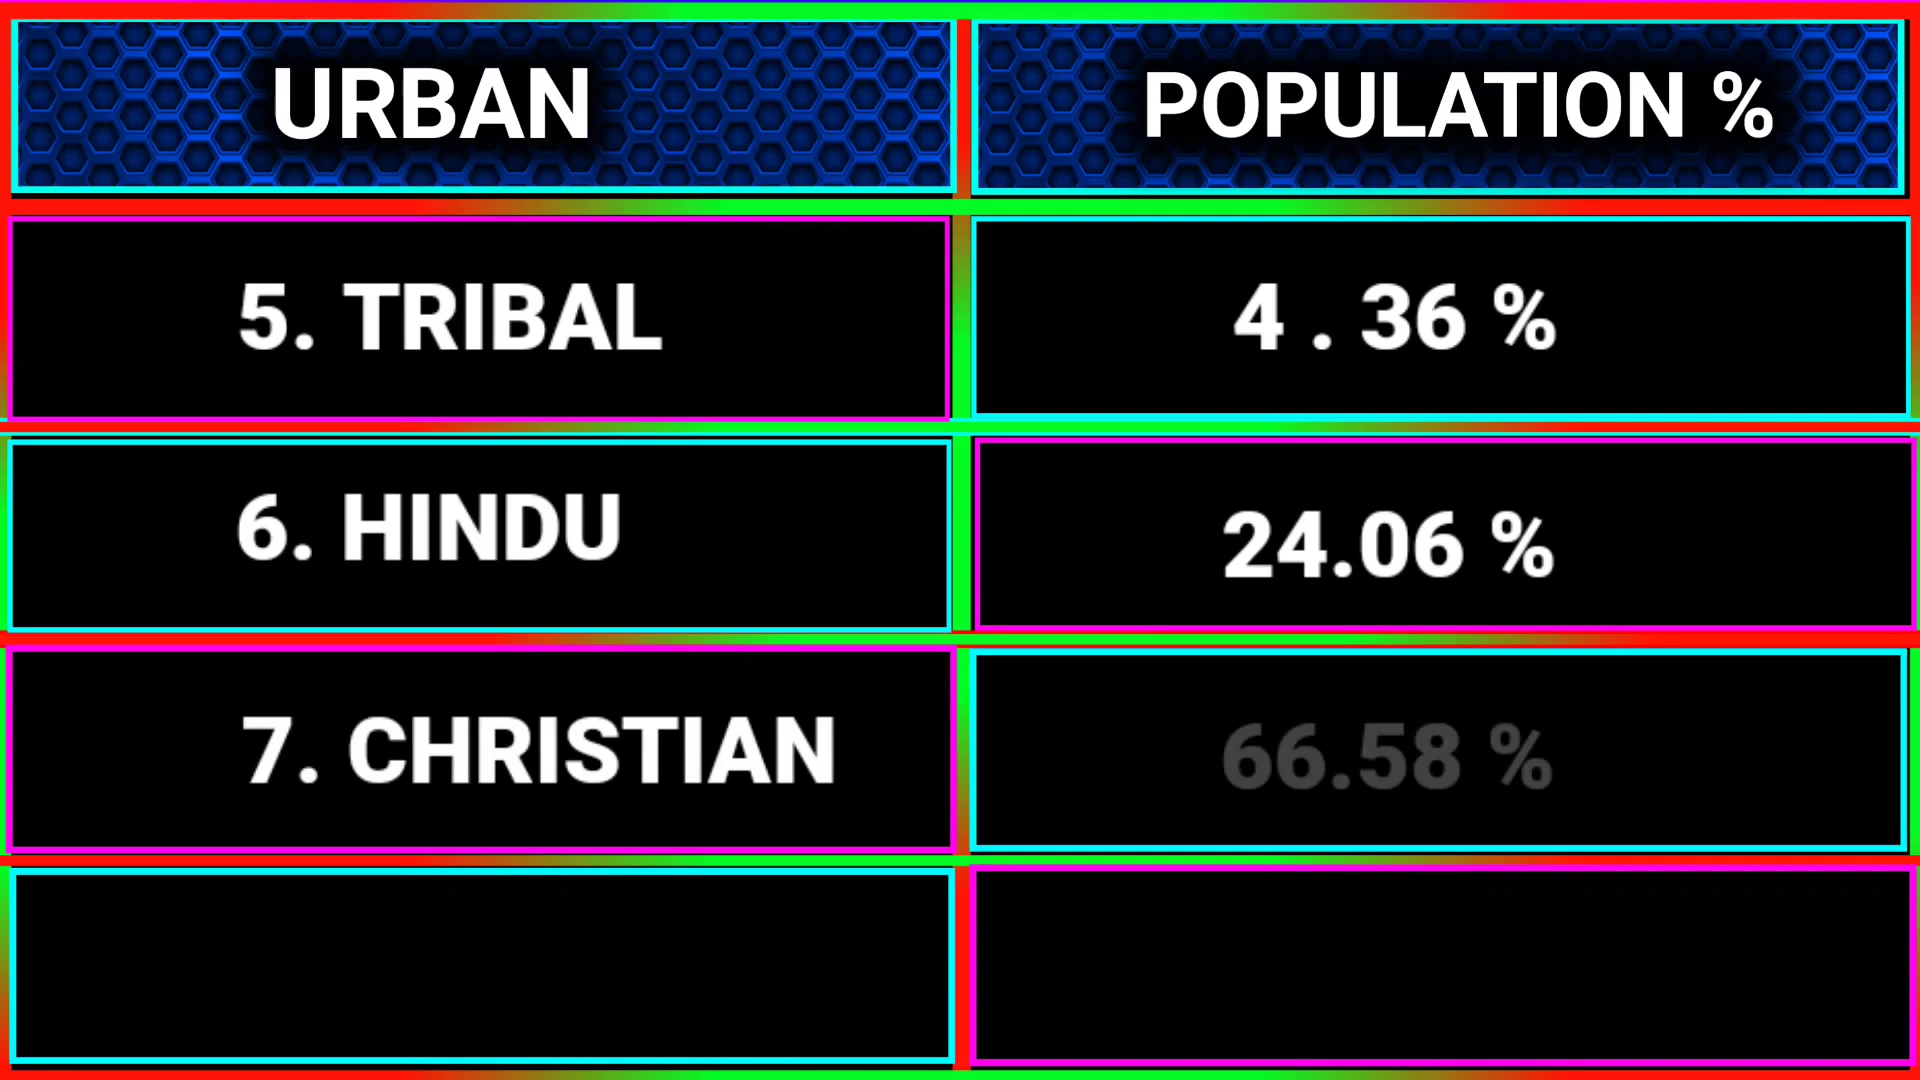 URBAN POPULATION %
5. TRIBAL 4 . 36 %
6. HINDU 24.06 %
7. CHRISTIAN 66.58 %